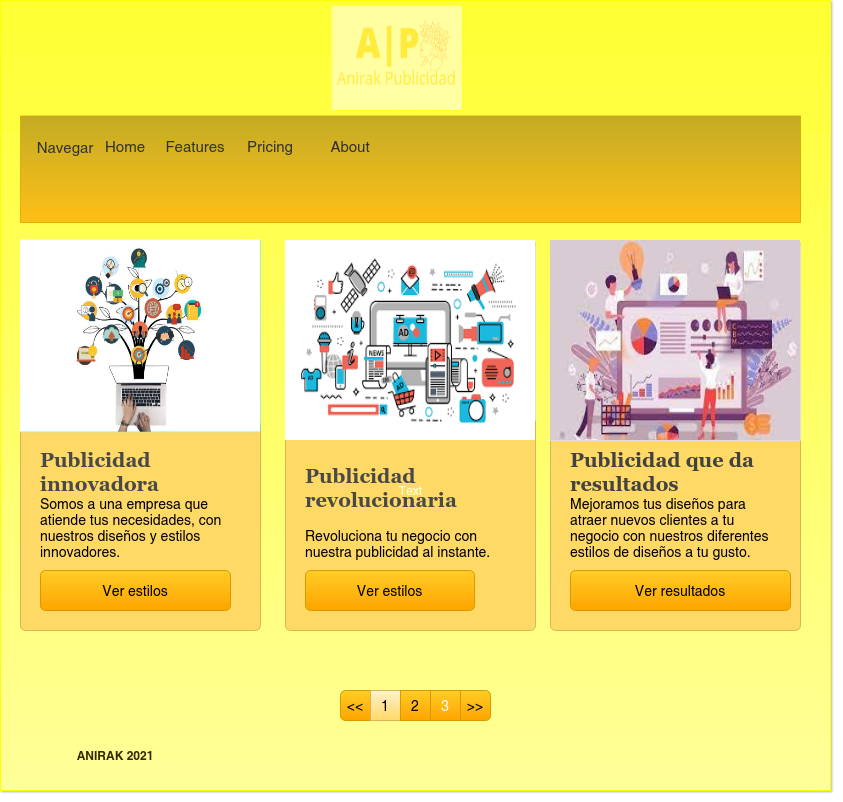 A|P
Anirak Publicidad
Navegar Home Features Pricing About
AD
NEWS
AD
C
B
M
Publicidad
innovadora
Somos a una empresa que
atiende tus necesidades, con
nuestros diseños y estilos
innovadores.
Ver estilos
Publicidad
revolucionaria
Text
Revoluciona tu negocio con
nuestra publicidad al instante.
Ver estilos
Publicidad que da
resultados
Mejoramos tus diseños para
atraer nuevos clientes a tu
negocio con nuestros diferentes
estilos de diseños a tu gusto.
Ver resultados
<< 1 2 3 >>
ANIRAK 2021